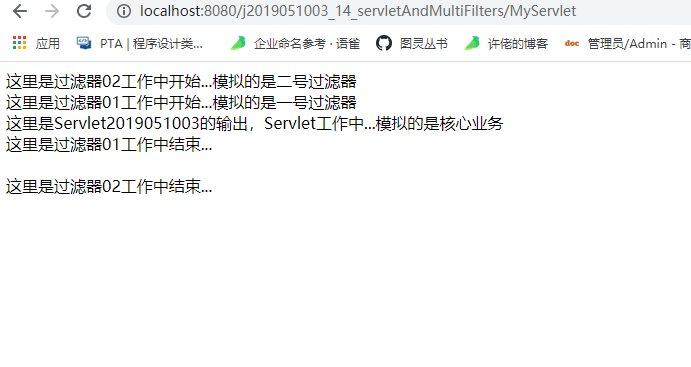 localhost:8080/j2019051003_14_servletAndMultiFilters/MyServlet
应用 PTA | 程序设计类... 企业命名参考 · 语雀 图灵丛书 许佬的博客 doc 管理员/Admin - 商
这里是过滤器02工作中开始...模拟的是二号过滤器
这里是过滤器01工作中开始...模拟的是一号过滤器
这里是Servlet2019051003的输出，Servlet工作中...模拟的是核心业务
这里是过滤器01工作中结束...
这里是过滤器02工作中结束...